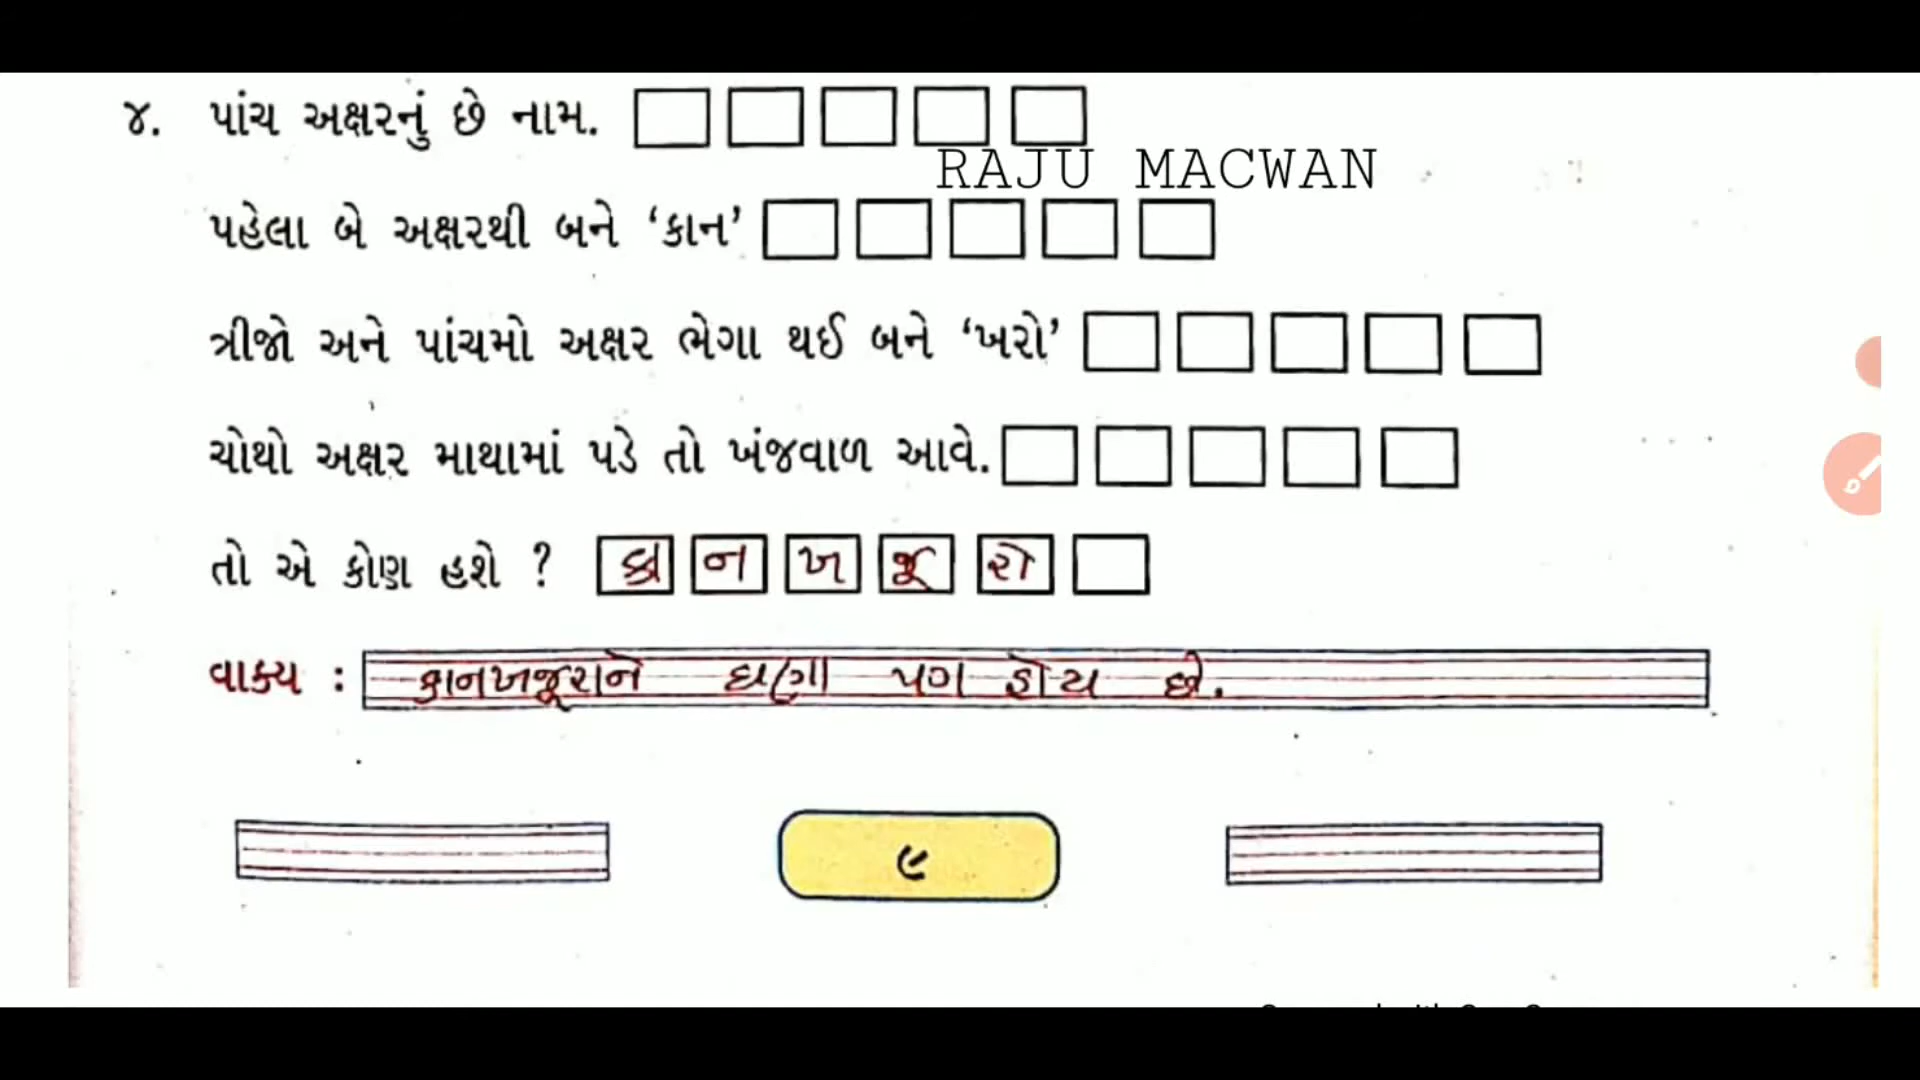 ૪. પાંચ અક્ષરનું છે નામ.
RAJU MACWAN
પહેલા બે અક્ષરથી બને ‘કાન’
ત્રીજો અને પાંચમો અક્ષર ભેગા થઈ બને ‘ખરો’
ચોથો અક્ષર માથામાં પડે તો ખંજવાળ આવે.
તો એ કોણ હશે ? કા ન ખ જૂ રો
વાક્ય : કાનખજૂરાને ઘણા પગ હોય છે.
૯